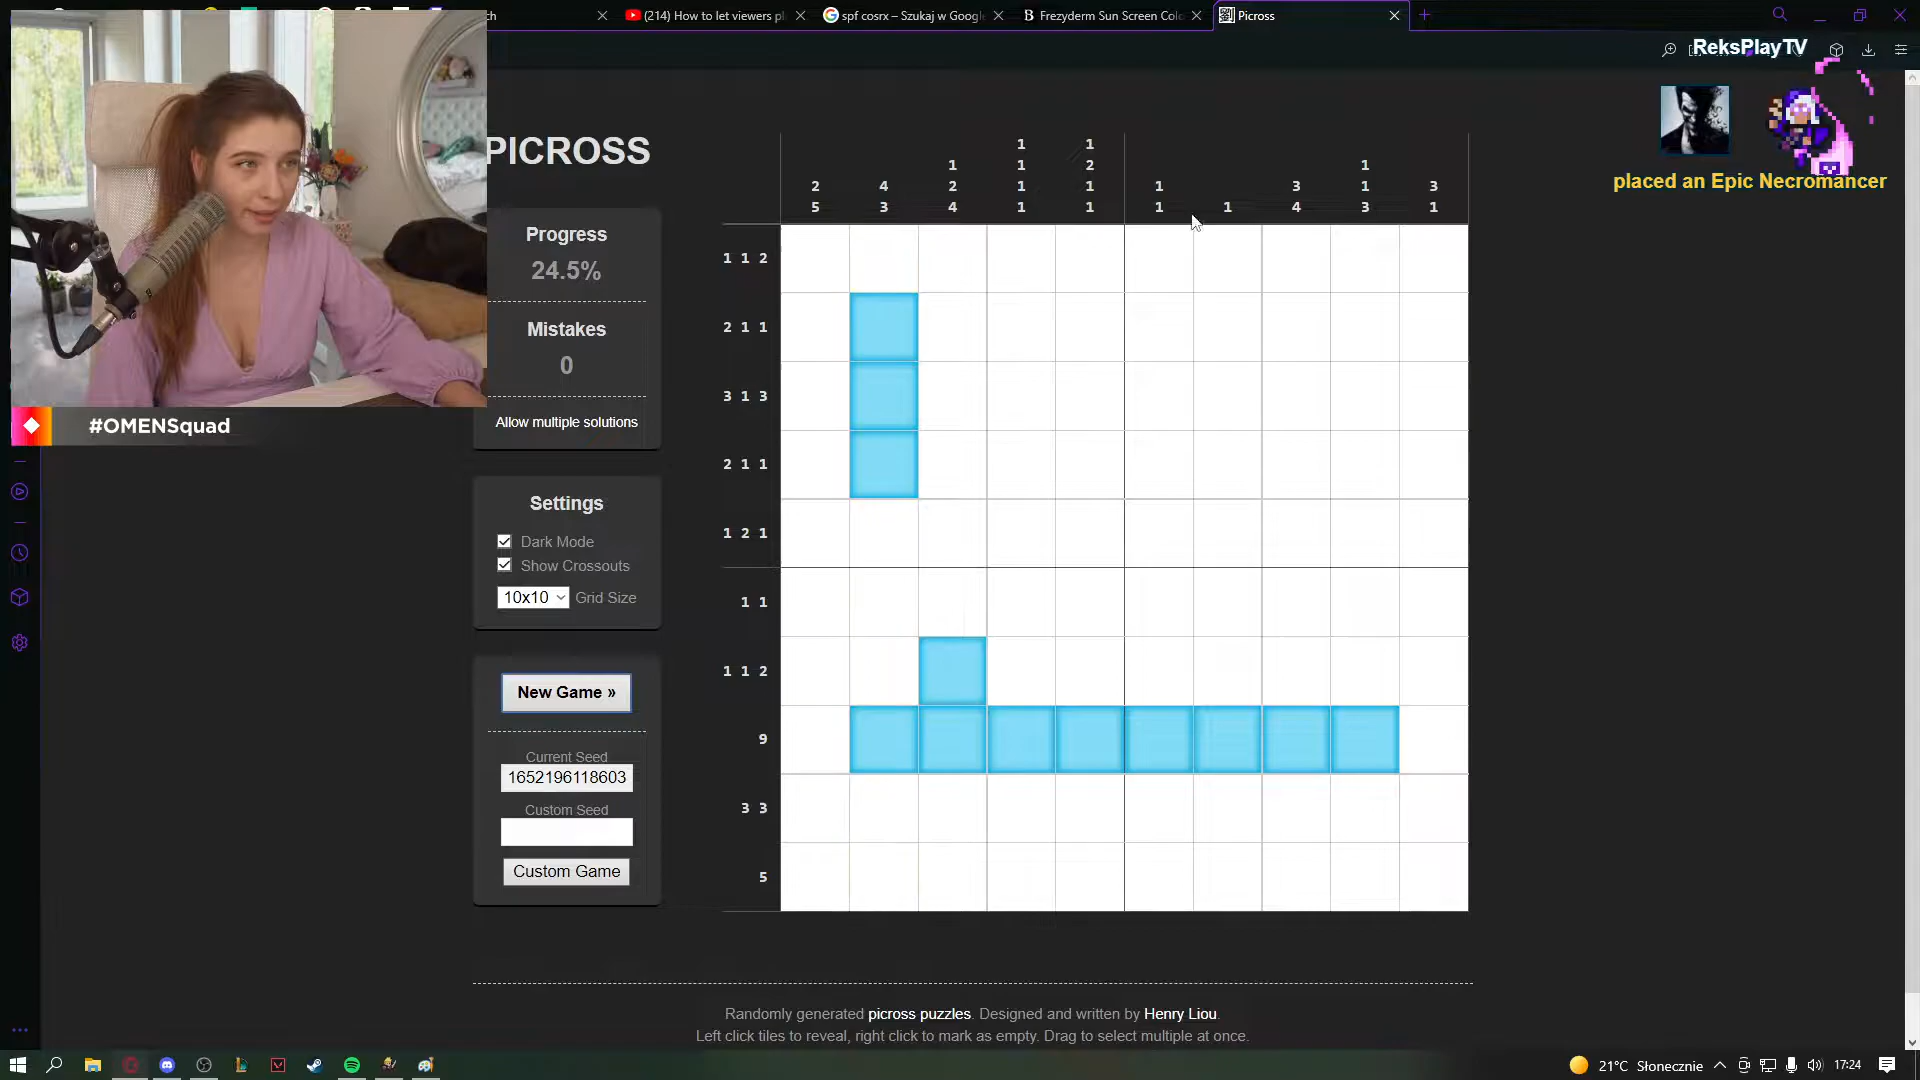 ch
(214) How to let viewers pl
spf cosrx – Szukaj w Googl
Frezyderm Sun Screen Colo
Picross
ReksPlayTV
placed an Epic Necromancer
PICROSS
Progress
24.5%
Mistakes
0
Allow multiple solutions
#OMENSquad
Settings
Dark Mode
Show Crossouts
10x10 Grid Size
New Game »
Current Seed
1652196118603
Custom Seed
Custom Game
1 1
1 1 2
2 4 1 2 1 1 1 3 1 3
5 3 4 1 1 1 1 4 3 1
1 1 2
2 1 1
3 1 3
2 1 1
1 2 1
1 1
1 1 2
9
3 3
5
Randomly generated picross puzzles. Designed and written by Henry Liou.
Left click tiles to reveal, right click to mark as empty. Drag to select multiple at once.
21°C Słonecznie 17:24